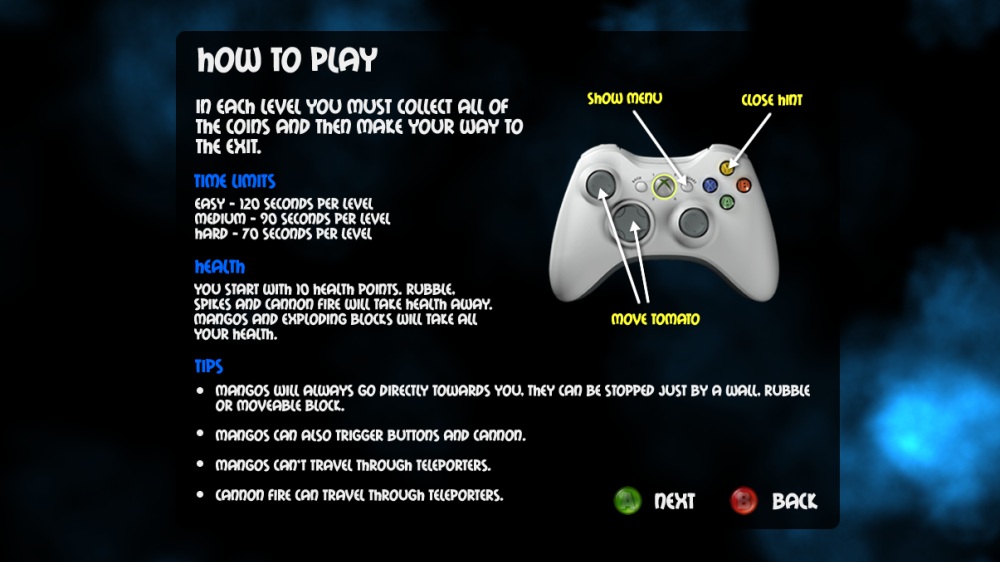 HOW TO PLAY
IN EACH LEVEL YOU MUST COLLECT ALL OF
THE COINS AND THEN MAKE YOUR WAY TO
THE EXIT.
SHOW MENU
CLOSE HINT
TIME LIMITS
EASY - 120 SECONDS PER LEVEL
MEDIUM - 90 SECONDS PER LEVEL
HARD - 70 SECONDS PER LEVEL
HEALTH
YOU START WITH 10 HEALTH POINTS. RUBBLE,
SPIKES AND CANNON FIRE WILL TAKE HEALTH AWAY.
MANGOS AND EXPLODING BLOCKS WILL TAKE ALL
YOUR HEALTH.
MOVE TOMATO
TIPS
• MANGOS WILL ALWAYS GO DIRECTLY TOWARDS YOU, THEY CAN BE STOPPED JUST BY A WALL, RUBBLE
OR MOVEABLE BLOCK.
• MANGOS CAN ALSO TRIGGER BUTTONS AND CANNON.
• MANGOS CAN'T TRAVEL THROUGH TELEPORTERS.
• CANNON FIRE CAN TRAVEL THROUGH TELEPORTERS.
A NEXT B BACK